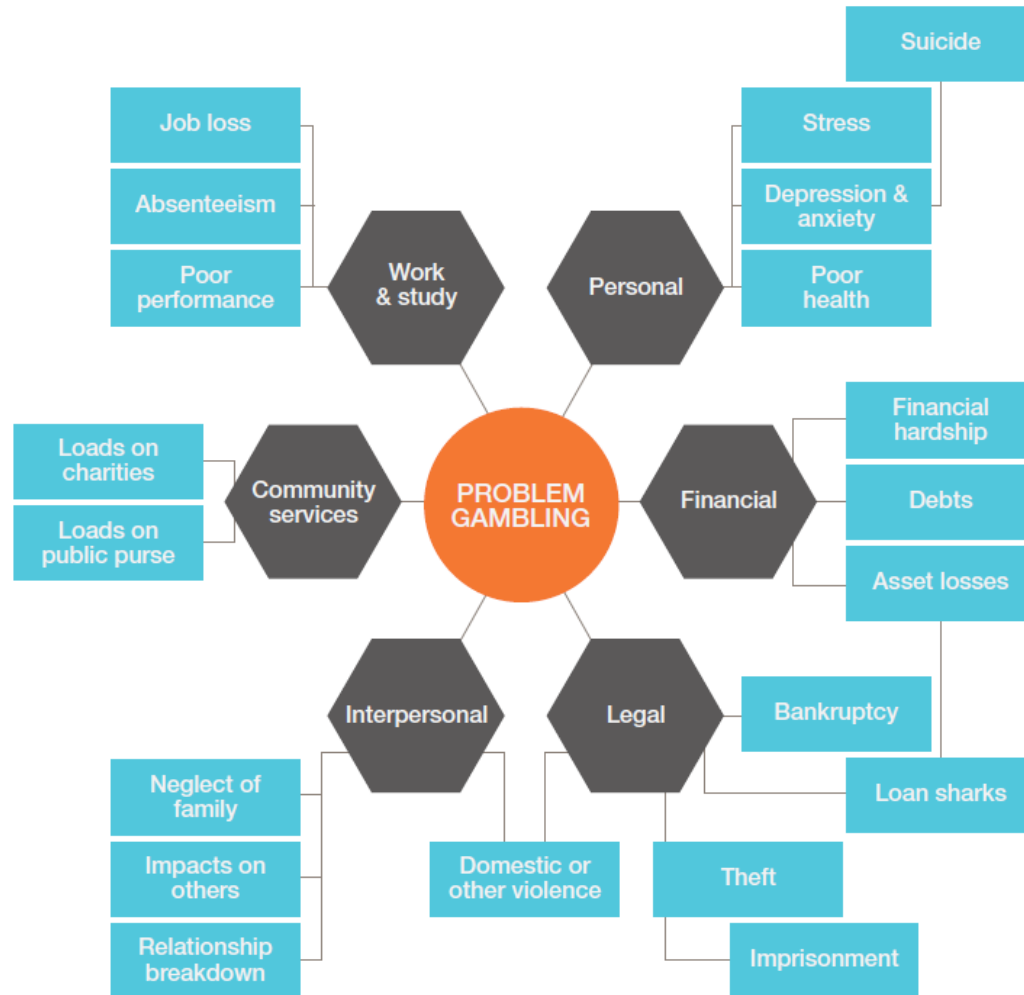 Suicide
Job loss
Stress
Absenteeism
Depression &
anxiety
Poor
performance
Work
& study
Personal
Poor
health
Financial
hardship
Loads on
charities
Community
services
PROBLEM
GAMBLING
Financial
Debts
Loads on
public purse
Asset losses
Interpersonal
Legal
Bankruptcy
Neglect of
family
Loan sharks
Impacts on
others
Domestic or
other violence
Theft
Relationship
breakdown
Imprisonment